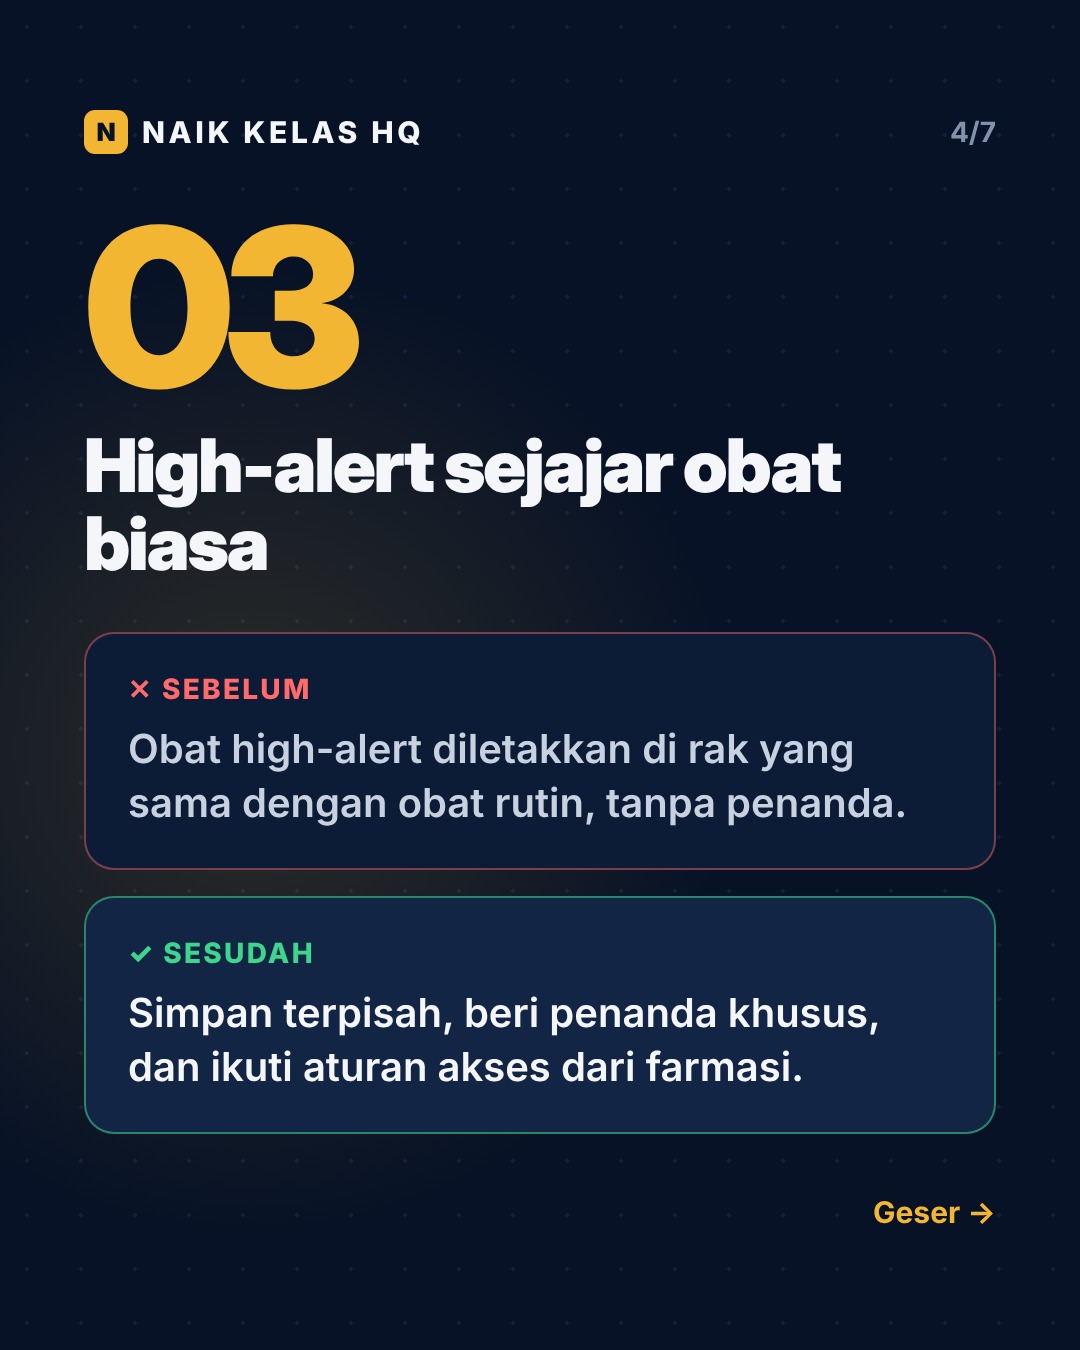 N NAIK KELAS HQ
4/7
03
High-alert sejajar obat
biasa
✕ SEBELUM
Obat high-alert diletakkan di rak yang
sama dengan obat rutin, tanpa penanda.
✓ SESUDAH
Simpan terpisah, beri penanda khusus,
dan ikuti aturan akses dari farmasi.
Geser →